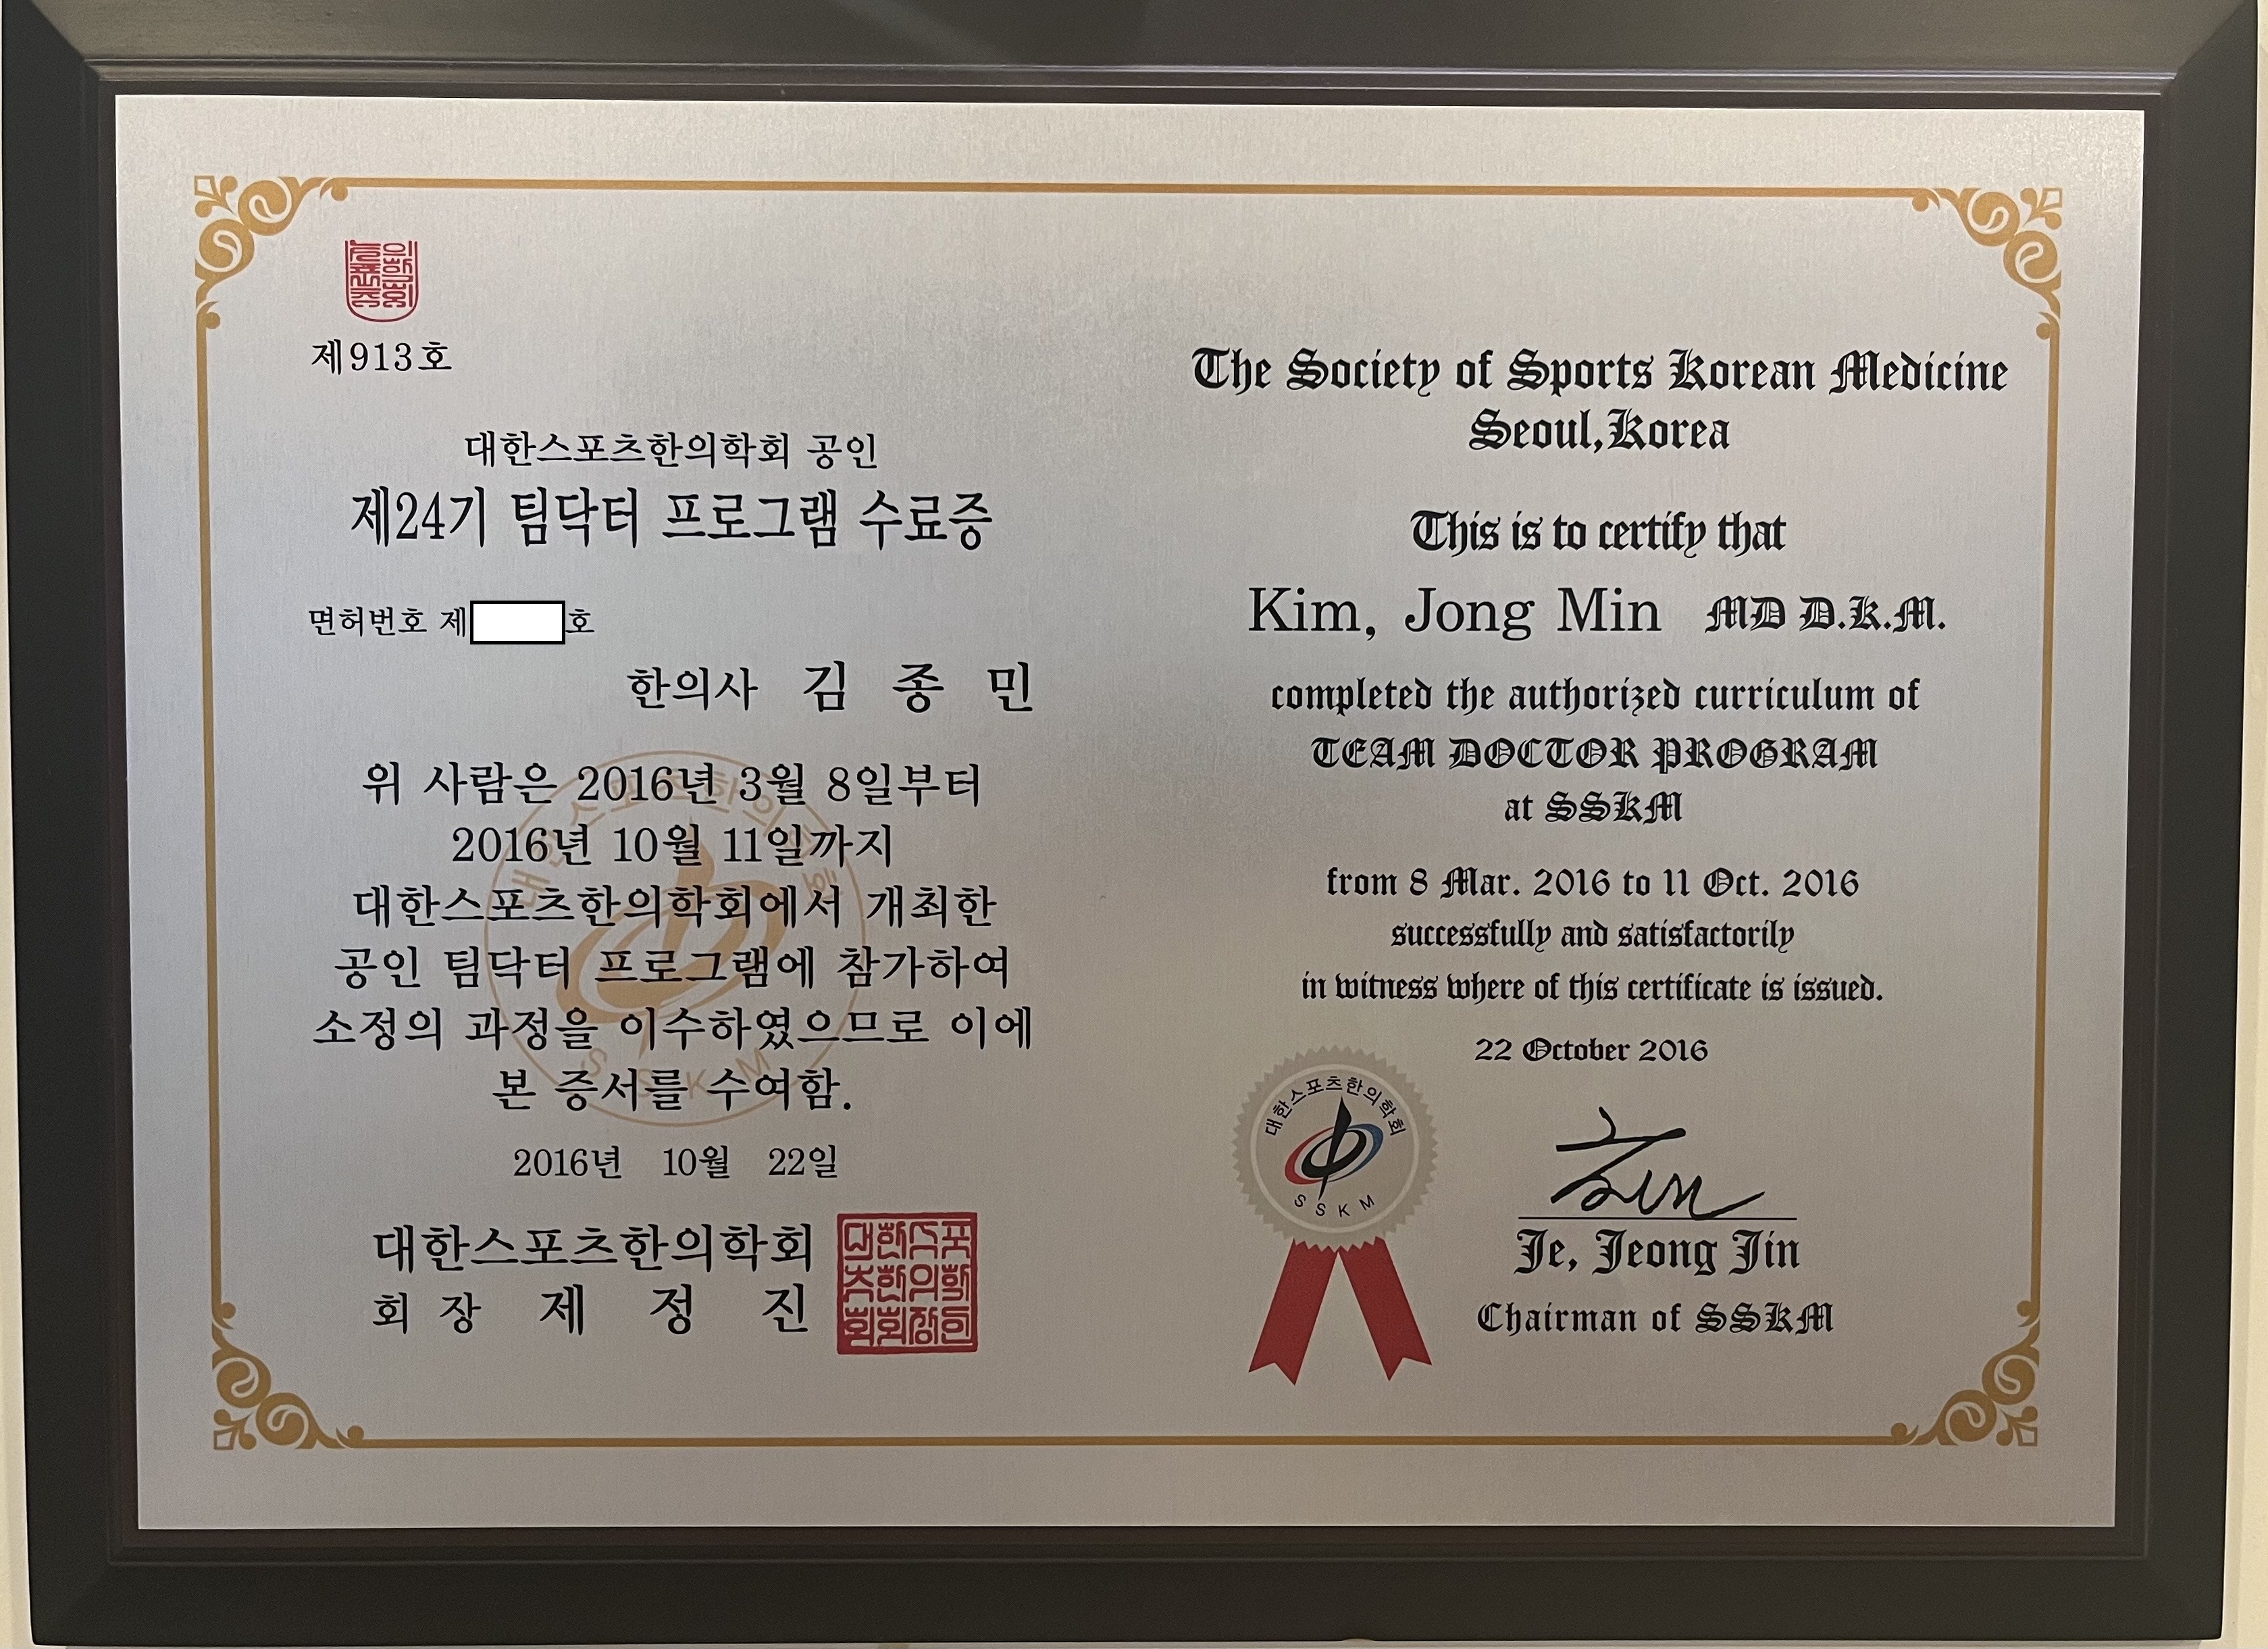 제913호
대한스포츠한의학회 공인
제24기 팀닥터 프로그램 수료증
면허번호 제 호
한의사 김 종 민
위 사람은 2016년 3월 8일부터
2016년 10월 11일까지
대한스포츠한의학회에서 개최한
공인 팀닥터 프로그램에 참가하여
소정의 과정을 이수하였으므로 이에
본 증서를 수여함.
2016년 10월 22일
대한스포츠한의학회
회 장 제 정 진
The Society of Sports Korean Medicine
Seoul,Korea
This is to certify that
Kim, Jong Min MD D.K.M.
completed the authorized curriculum of
TEAM DOCTOR PROGRAM
at SSKM
from 8 Mar. 2016 to 11 Oct. 2016
successfully and satisfactorily
in witness where of this certificate is issued.
22 October 2016
대한스포츠한의학회
SSKM
Je, Jeong Jin
Chairman of SSKM